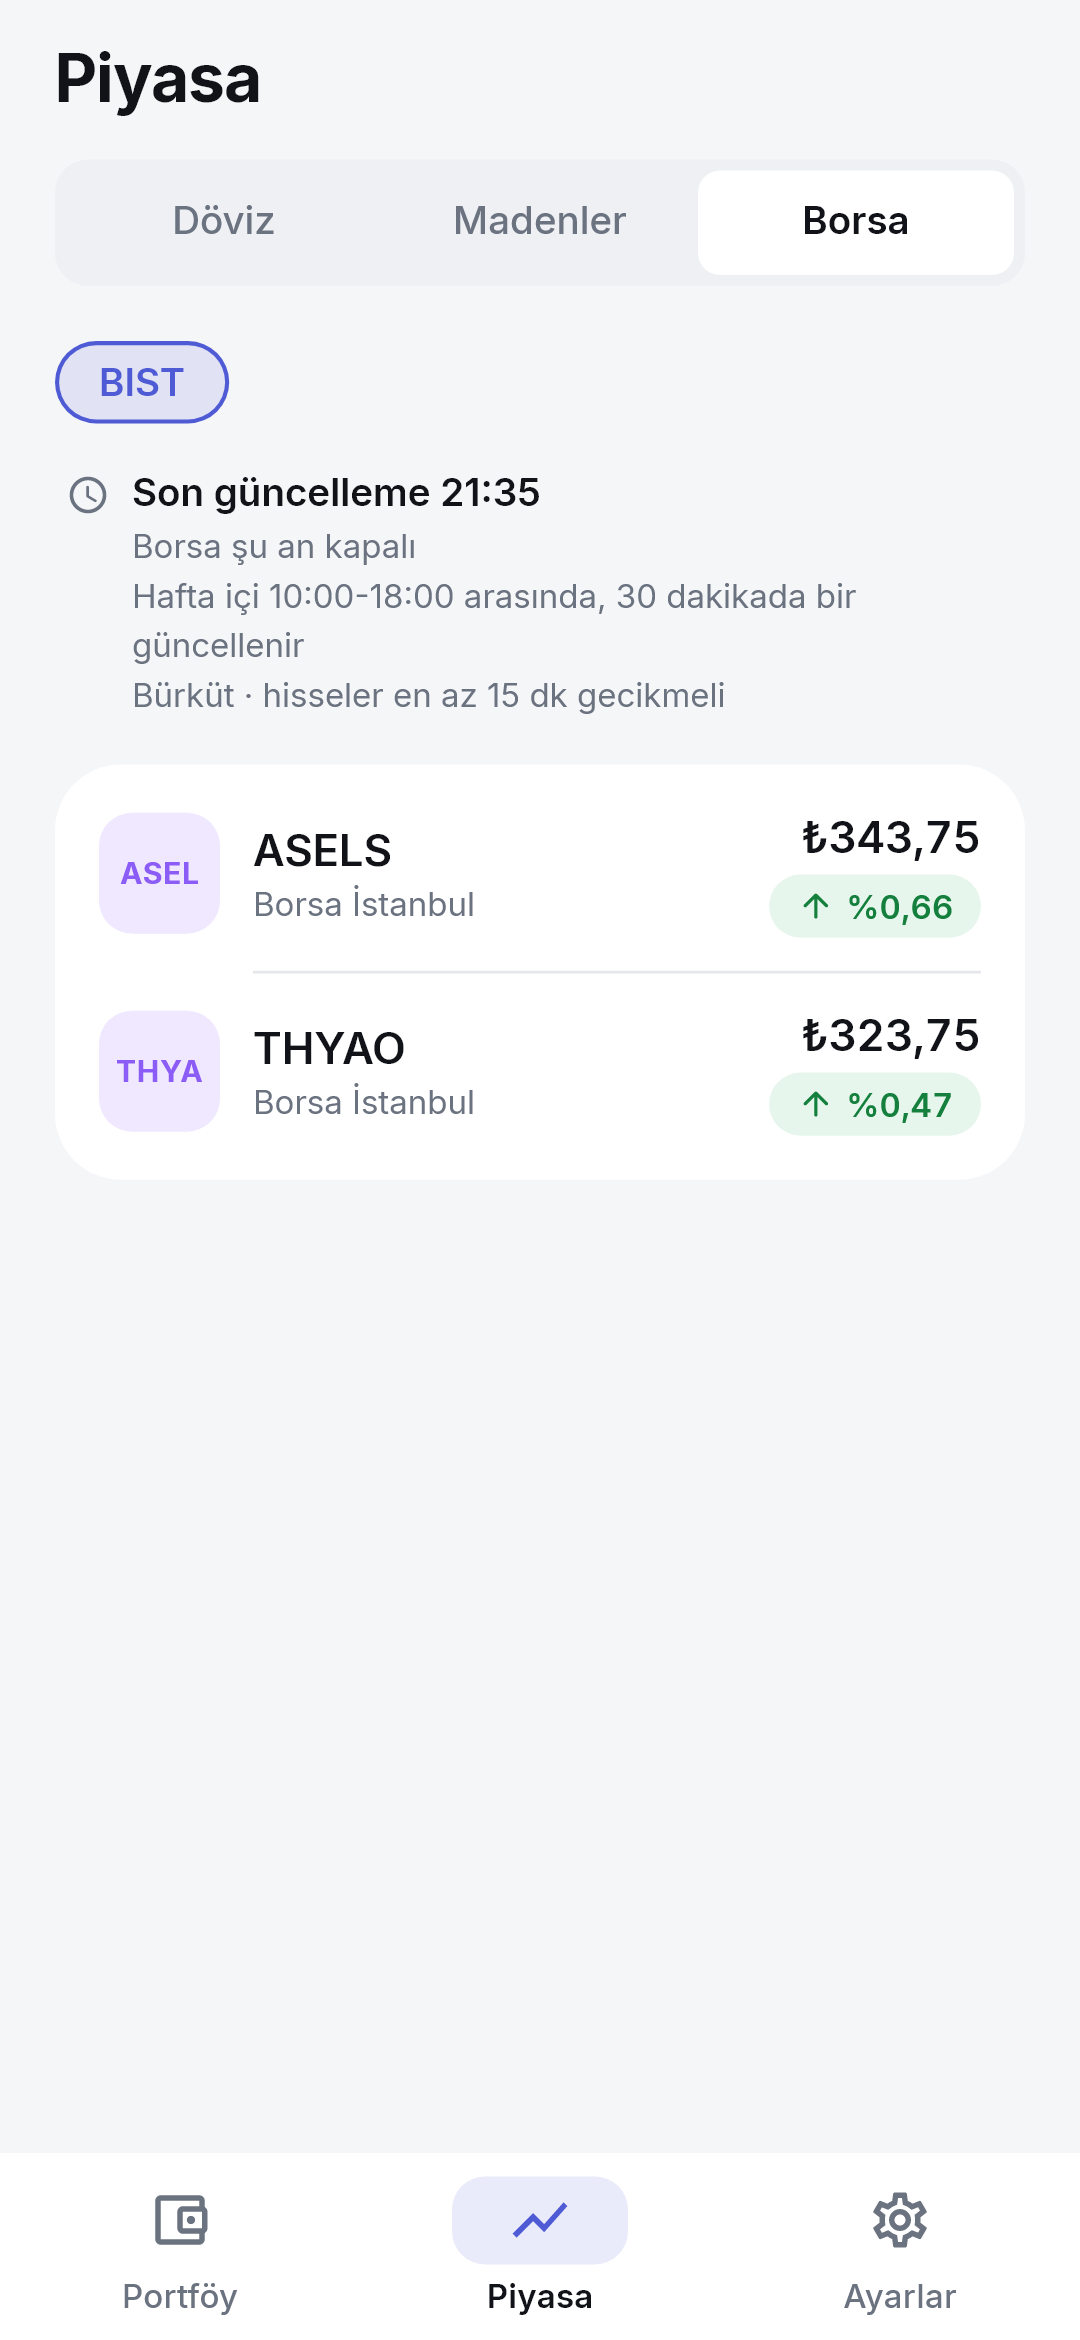 Piyasa
Döviz
Madenler
Borsa
BIST
Son güncelleme 21:35
Borsa şu an kapalı
Hafta içi 10:00-18:00 arasında, 30 dakikada bir
güncellenir
Bürküt · hisseler en az 15 dk gecikmeli
ASEL
ASELS
Borsa İstanbul
₺343,75
%0,66
THYA
THYAO
Borsa İstanbul
₺323,75
%0,47
Portföy
Piyasa
Ayarlar